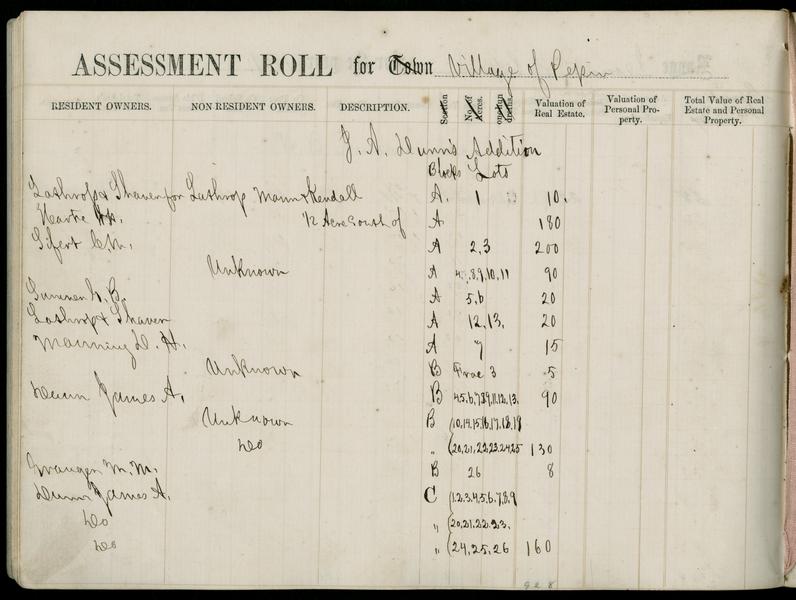 ASSESSMENT ROLL for Town Village of Pepin
RESIDENT OWNERS. NON RESIDENT OWNERS. DESCRIPTION. Section No. of Acres. Valuation of Real Estate. Valuation of Personal Property. Total Value of Real Estate and Personal Property.
J. A. Dunn's Addition
Blocks Lots
Lathrop & Shaver for Lathrop Mann & Kendall A. 1 10.
1/2 Acre South of A 180
Sifert C.M. A 2,3 200
Unknown A 4,8,9,10,11 90
Sumner A 5,6 20
Lathrop & Shaver A 12,13, 20
Manning D. H. A 7 15
Unknown B Frac 3 5
Dunn James A. B 4,5,6,7,8,9,11,12,13, 90
Unknown B (10,14,15,16,17,18,19
Do " (20,21,22,23,24,25 130
Granger M.M. B 26 8
Dunn James A. C (1,2,3,4,5,6,7,8,9
Do " (20,21,22,23,
Do " (24,25,26 160
928